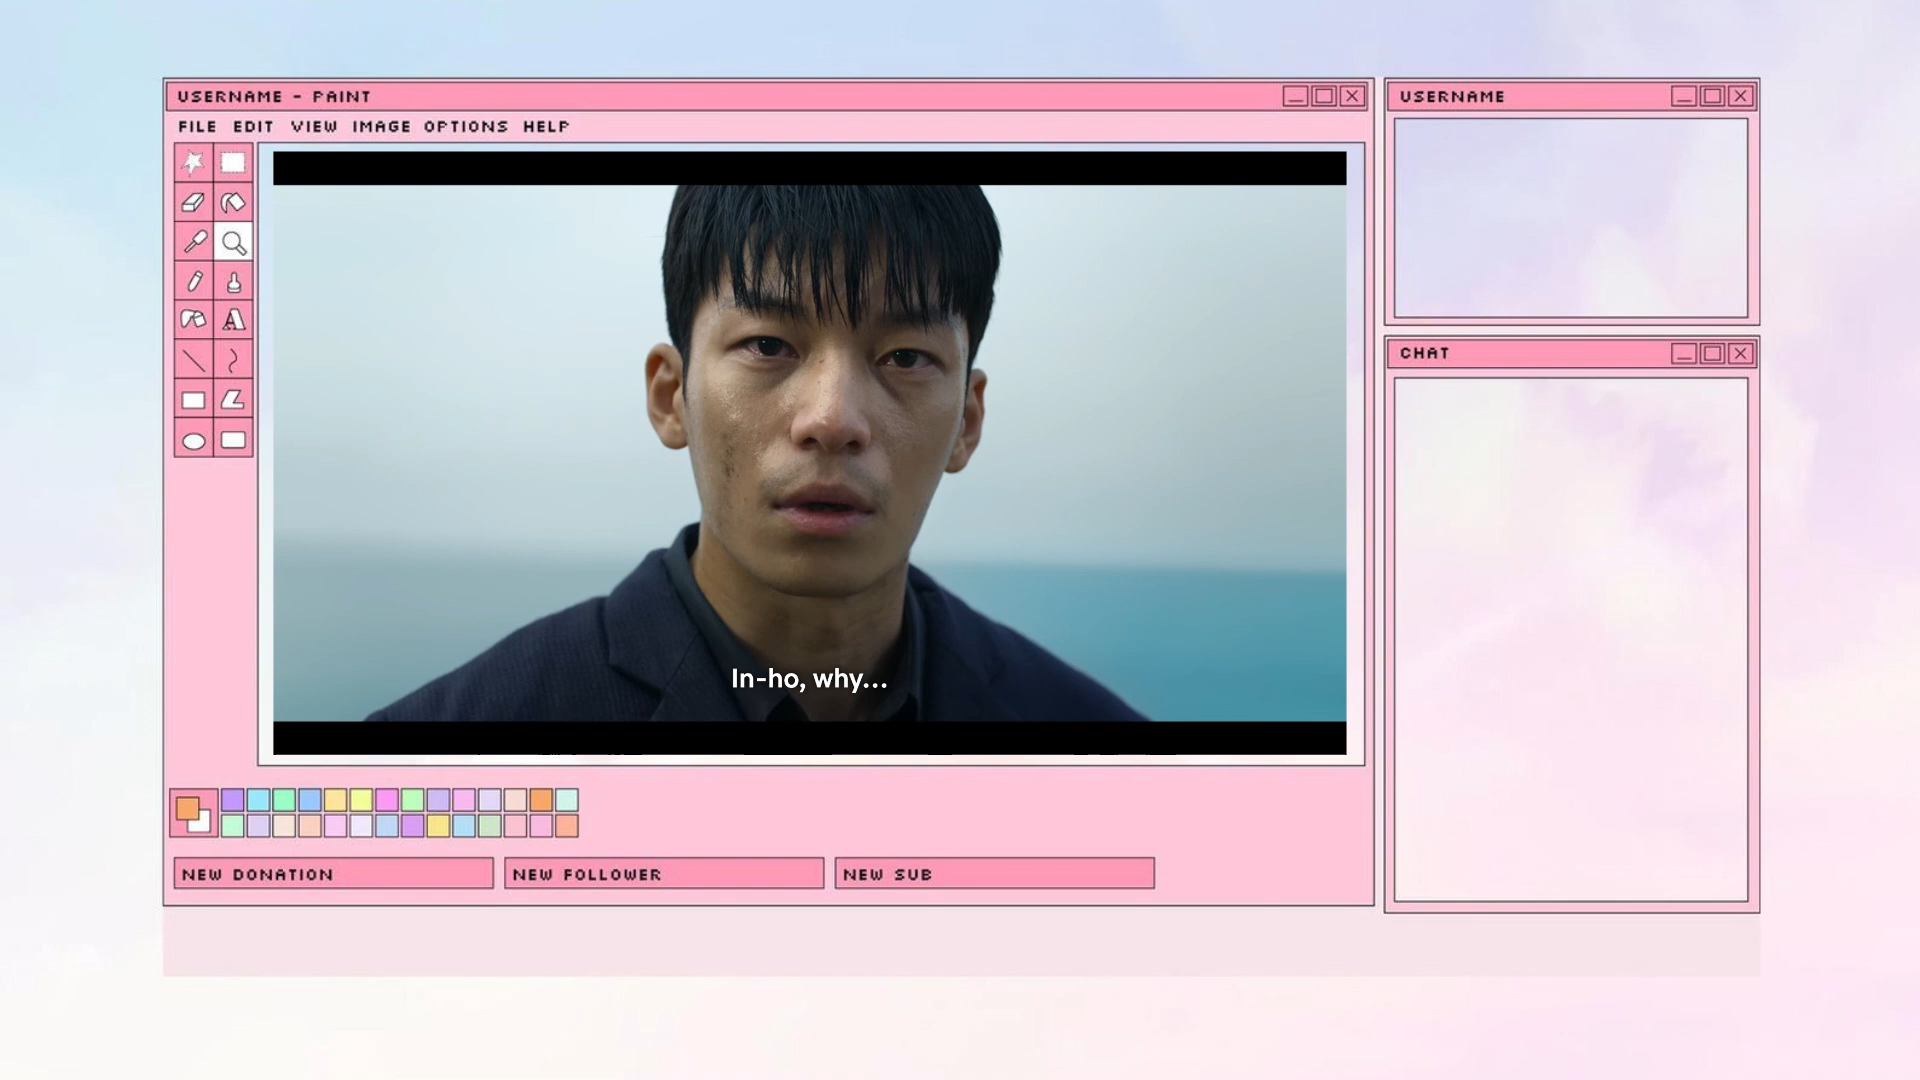 USERNAME - PAINT
FILE EDIT VIEW IMAGE OPTIONS HELP
A
In-ho, why...
NEW DONATION
NEW FOLLOWER
NEW SUB
USERNAME
CHAT